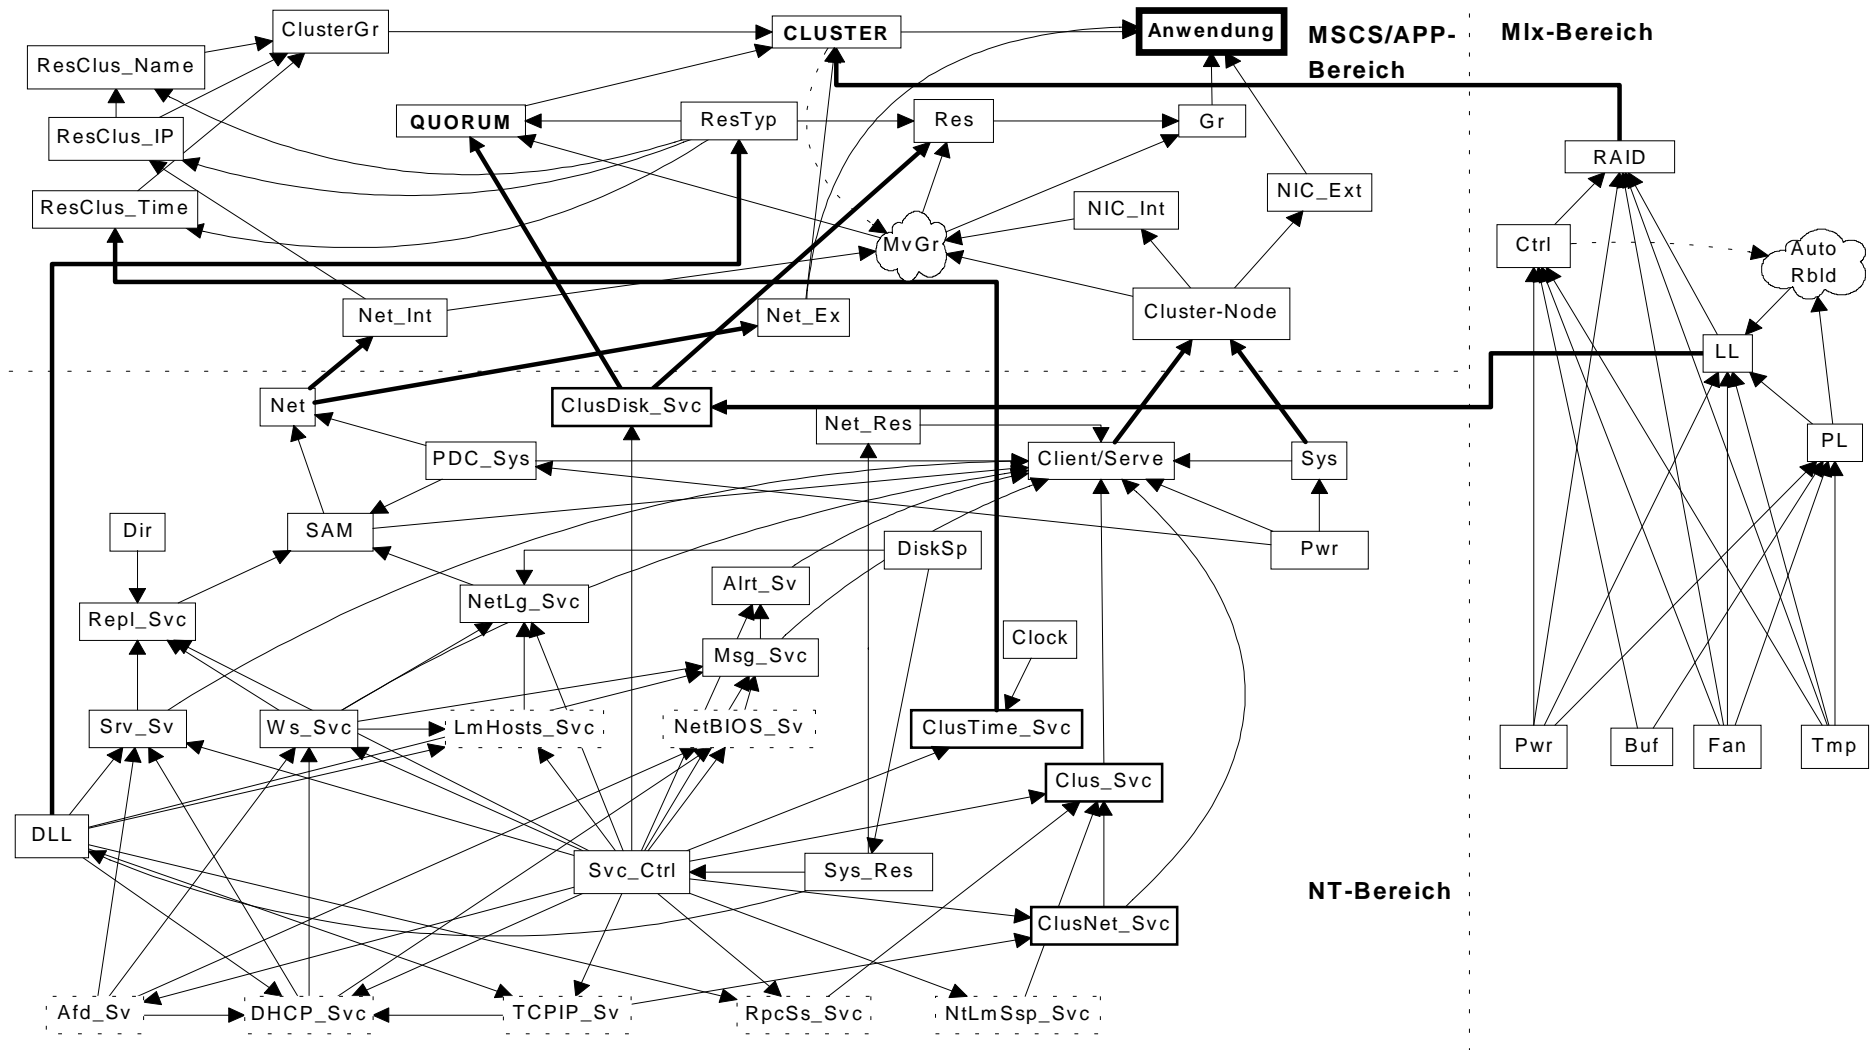 ClusterGr
CLUSTER
Anwendung
MSCS/APP-
Bereich
MIx-Bereich
ResClus_Name
ResClus_IP
QUORUM
ResTyp
Res
Gr
RAID
ResClus_Time
NIC_Int
NIC_Ext
MvGr
Ctrl
Auto
Rbld
Net_Int
Net_Ex
Cluster-Node
LL
Net
ClusDisk_Svc
Net_Res
PDC_Sys
Client/Serve
Sys
PL
Dir
SAM
DiskSp
Pwr
Alrt_Sv
Repl_Svc
NetLg_Svc
Clock
Msg_Svc
Srv_Sv
Ws_Svc
LmHosts_Svc
NetBIOS_Sv
ClusTime_Svc
Pwr
Buf
Fan
Tmp
Clus_Svc
DLL
Svc_Ctrl
Sys_Res
NT-Bereich
ClusNet_Svc
Afd_Sv
DHCP_Svc
TCPIP_Sv
RpcSs_Svc
NtLmSsp_Svc